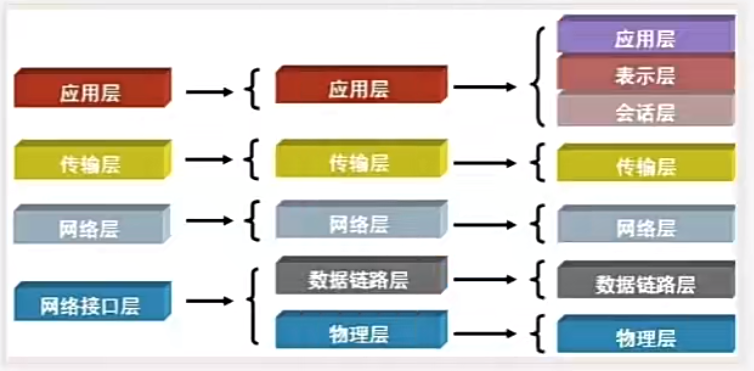 应用层
传输层
网络层
网络接口层
应用层
传输层
网络层
数据链路层
物理层
应用层
表示层
会话层
传输层
网络层
数据链路层
物理层